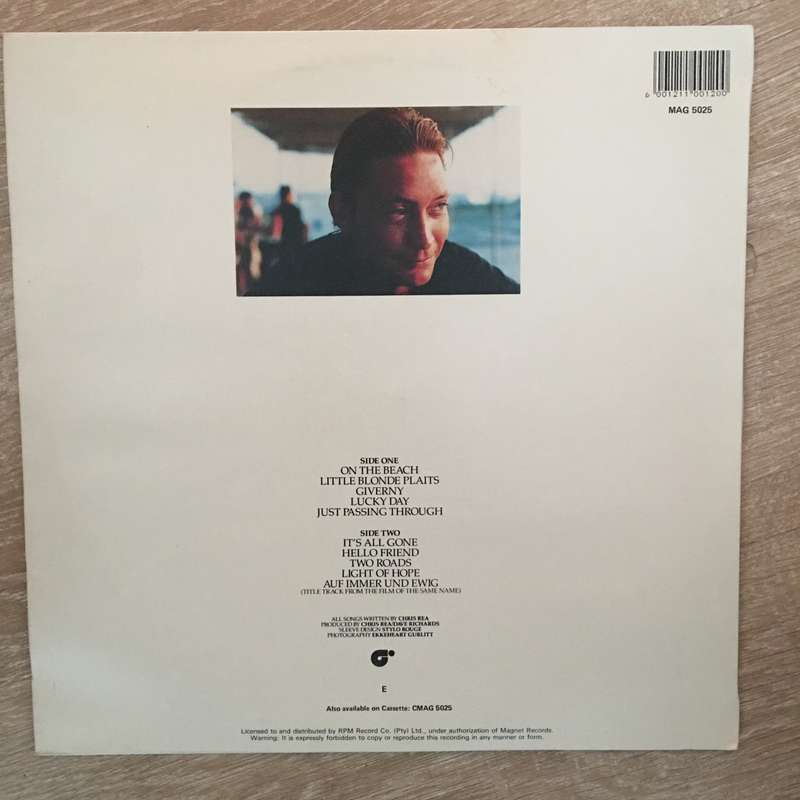 6 001211 001200
MAG 5025
SIDE ONE
ON THE BEACH
LITTLE BLONDE PLAITS
GIVERNY
LUCKY DAY
JUST PASSING THROUGH
SIDE TWO
IT'S ALL GONE
HELLO FRIEND
TWO ROADS
LIGHT OF HOPE
AUF IMMER UND EWIG
(TITLE TRACK FROM THE FILM OF THE SAME NAME)
ALL SONGS WRITTEN BY CHRIS REA
PRODUCED BY CHRIS REA/DAVE RICHARDS
SLEEVE DESIGN STYLO ROUGE
PHOTOGRAPHY EKKEHEART GURLITT
E
Also available on Cassette: CMAG 5025
Licensed to and distributed by RPM Record Co. (Pty) Ltd., under authorization of Magnet Records.
Warning: It is expressly forbidden to copy or reproduce this recording in any manner or form.